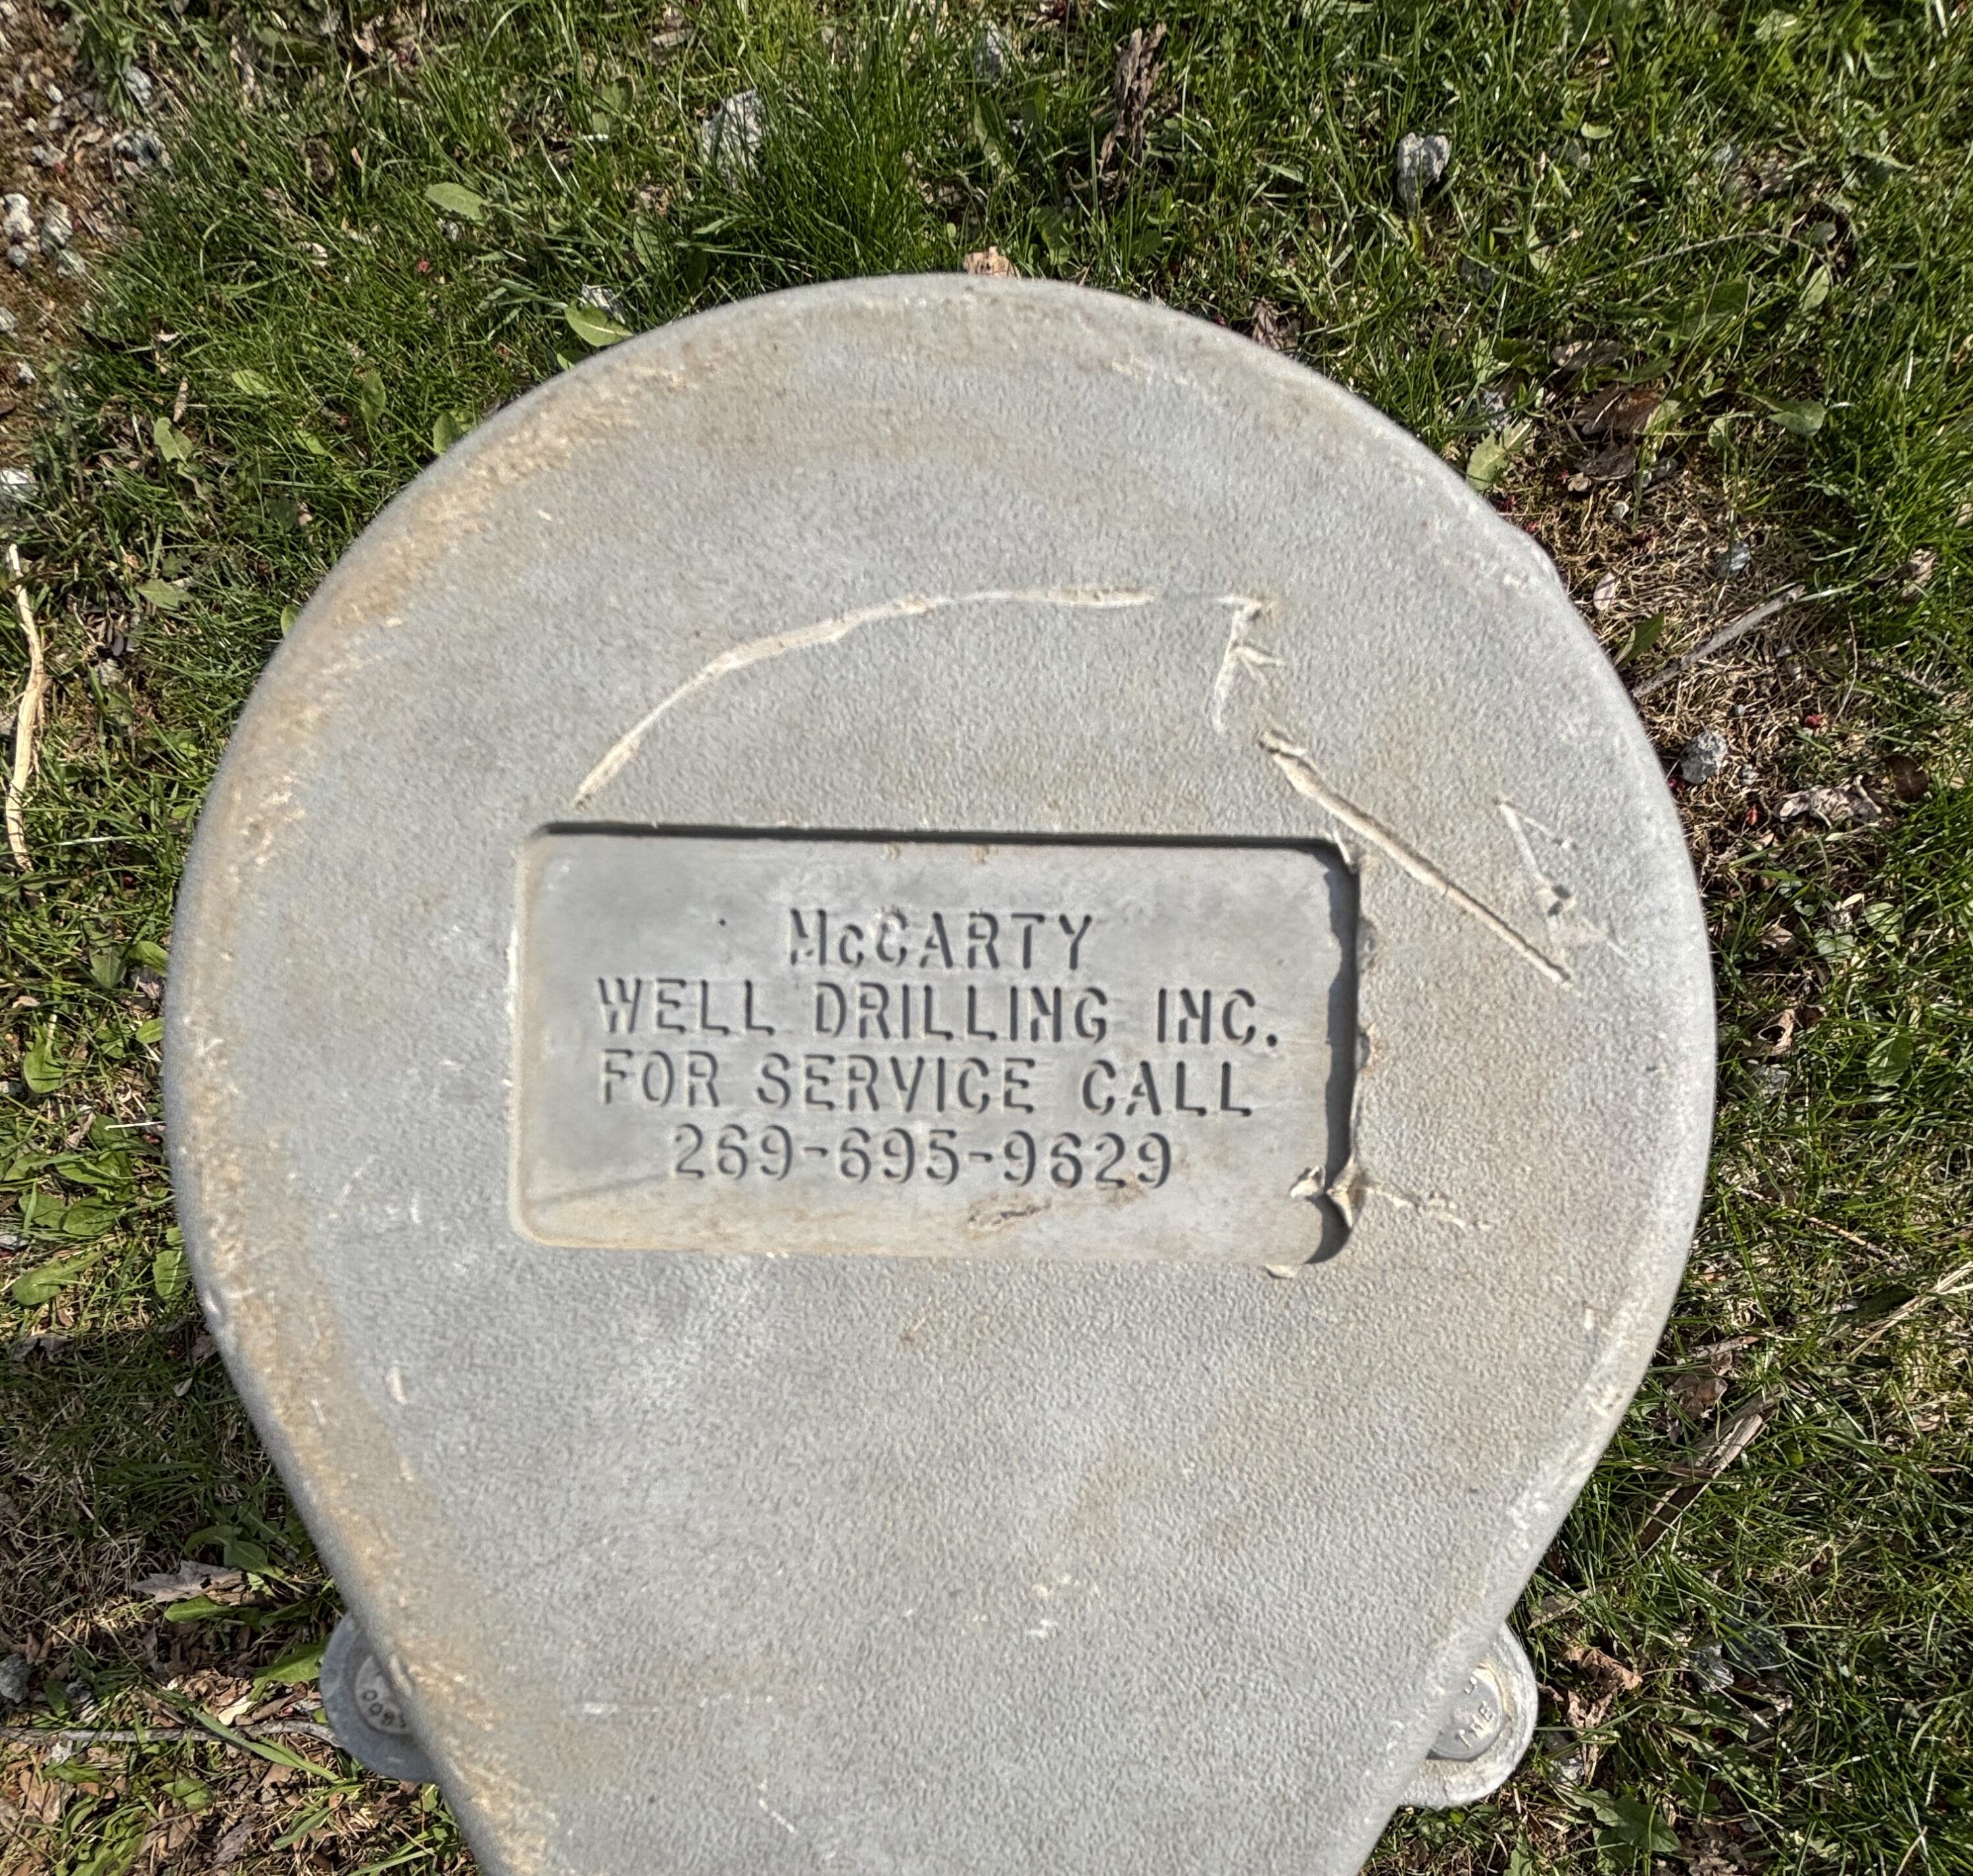 McCARTY
WELL DRILLING INC.
FOR SERVICE CALL
269-695-9629